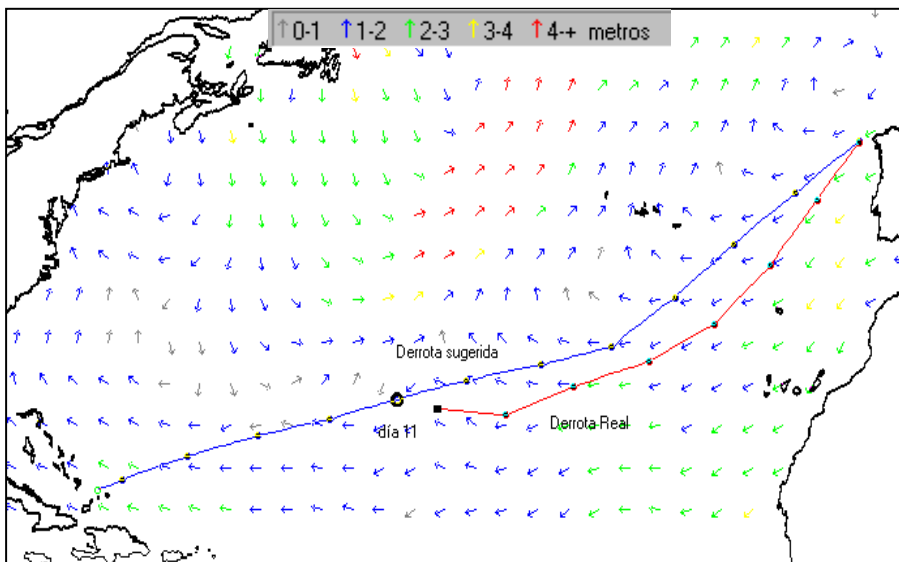 ↑0-1 ↑1-2 ↑2-3 ↑3-4 ↑4-+ metros
Derrota sugerida
día 11
Derrota Real